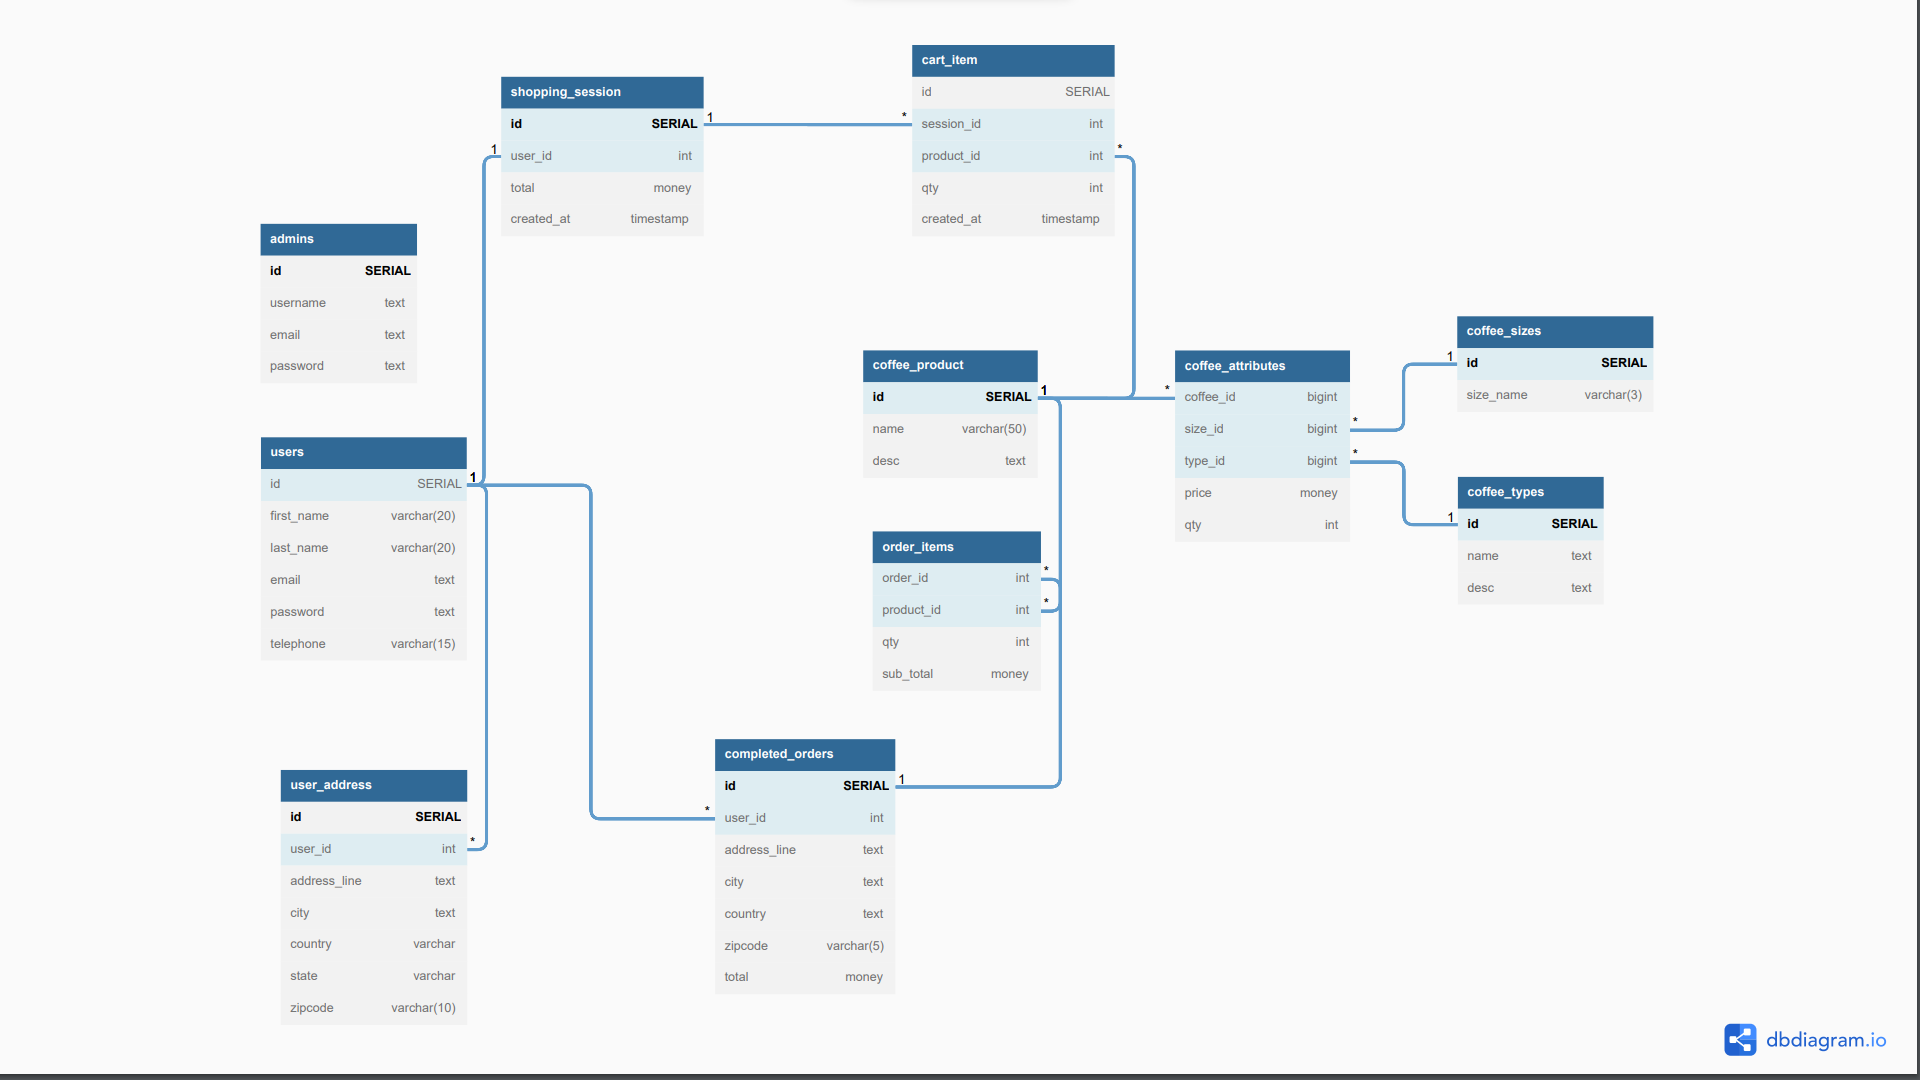 cart_item
id SERIAL
session_id int
product_id int
qty int
created_at timestamp
shopping_session
id SERIAL
user_id int
total money
created_at timestamp
1 *
1
*
admins
id SERIAL
username text
email text
password text
coffee_sizes
id SERIAL
size_name varchar(3)
1
coffee_product
id SERIAL
name varchar(50)
desc text
1 *
coffee_attributes
coffee_id bigint
size_id bigint
type_id bigint
price money
qty int
*
*
users
id SERIAL
first_name varchar(20)
last_name varchar(20)
email text
password text
telephone varchar(15)
1
coffee_types
id SERIAL
name text
desc text
1
order_items
order_id int
product_id int
qty int
sub_total money
*
*
completed_orders
id SERIAL
user_id int
address_line text
city text
country text
zipcode varchar(5)
total money
1
*
user_address
id SERIAL
user_id int
address_line text
city text
country varchar
state varchar
zipcode varchar(10)
*
dbdiagram.io